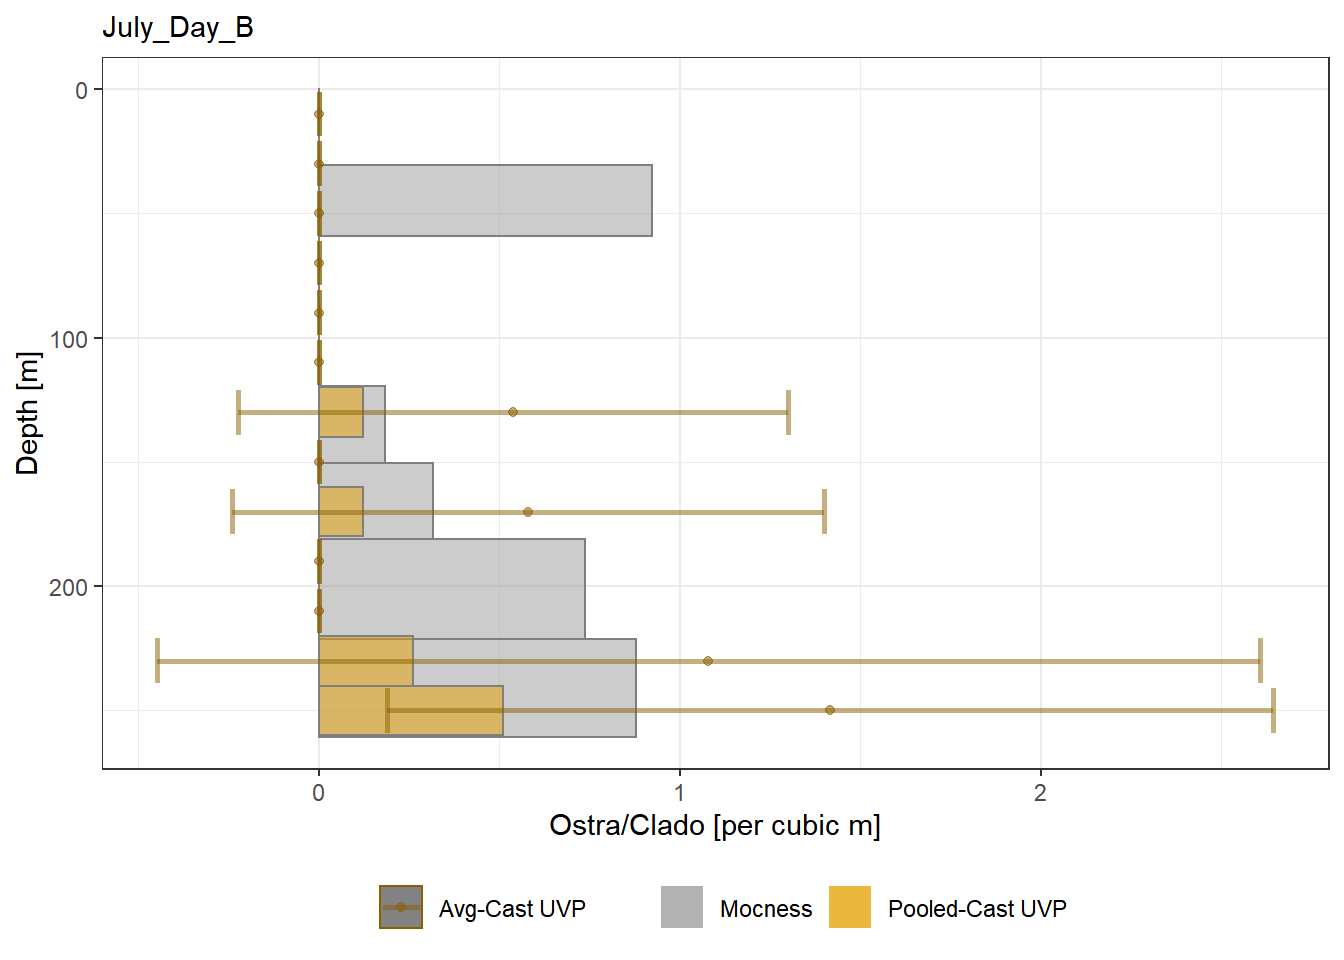 July_Day_B
0
100
200
Depth [m]
0 1 2
Ostra/Clado [per cubic m]
Avg-Cast UVP Mocness Pooled-Cast UVP